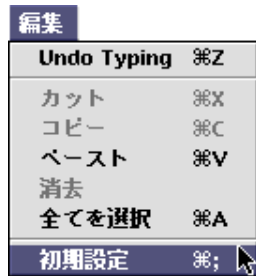 編集
Undo Typing ⌘Z
カット ⌘X
コピー ⌘C
ペースト ⌘V
消去
全てを選択 ⌘A
初期設定 ⌘;